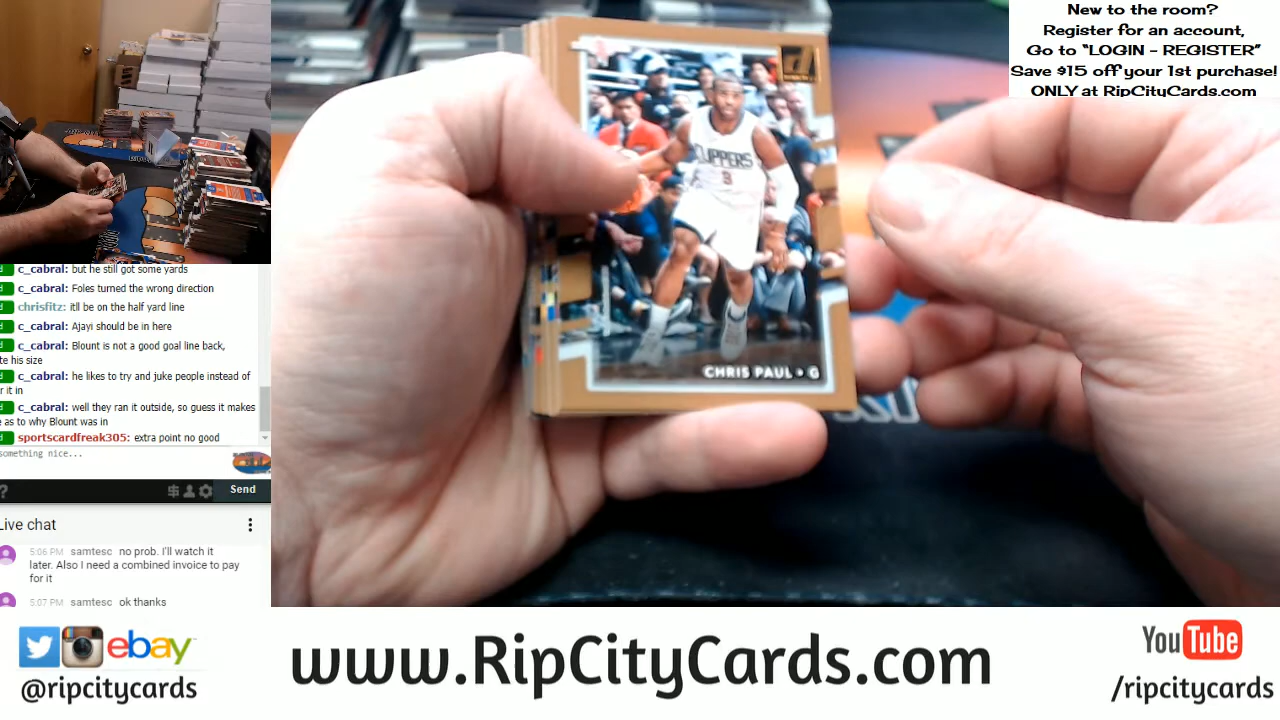 New to the room?
Register for an account,
Go to “LOGIN - REGISTER”
Save $15 off your 1st purchase!
ONLY at RipCityCards.com
CLIPPERS
3
CHRIS PAUL • G
d c_cabral: but he still got some yards
d c_cabral: Foles turned the wrong direction
d chrisfitz: it'll be on the half yard line
d c_cabral: Ajayi should be in here
d c_cabral: Blount is not a good goal line back,
te his size
d c_cabral: he likes to try and juke people instead of
r it in
d c_cabral: well they ran it outside, so guess it makes
e as to why Blount was in
d sportscardfreak305: extra point no good
something nice...
?
Send
Live chat
5:06 PM samtesc no prob. I'll watch it
later. Also I need a combined invoice to pay
for it
5:07 PM samtesc ok thanks
ebay
@ripcitycards
www.RipCityCards.com
YouTube
/ripcitycards